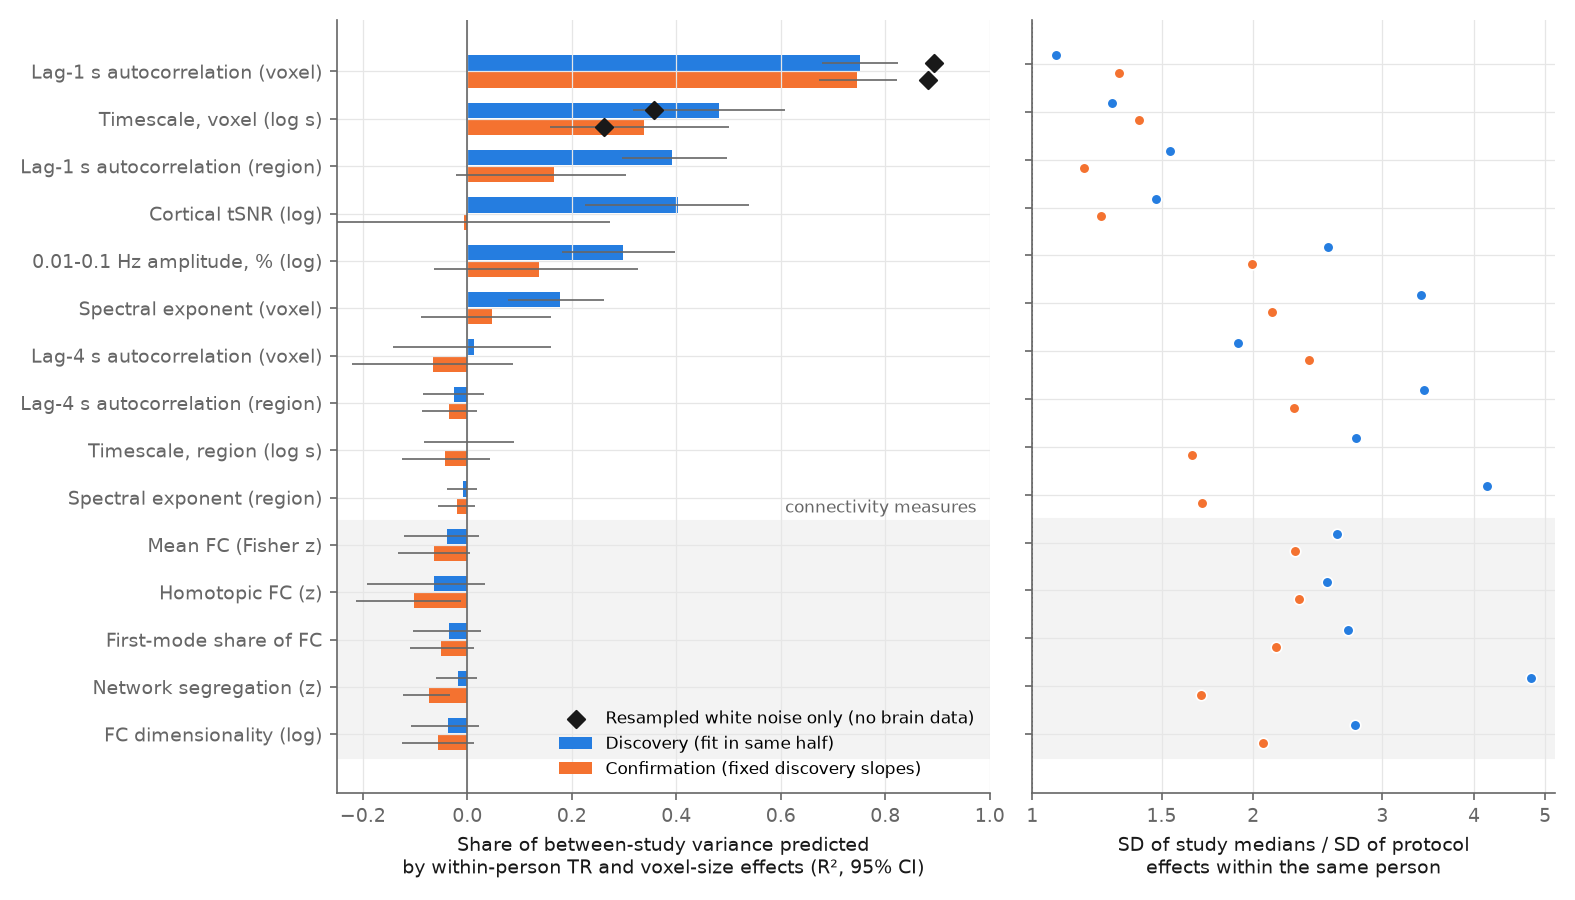 Lag-1 s autocorrelation (voxel)
Timescale, voxel (log s)
Lag-1 s autocorrelation (region)
Cortical tSNR (log)
0.01-0.1 Hz amplitude, % (log)
Spectral exponent (voxel)
Lag-4 s autocorrelation (voxel)
Lag-4 s autocorrelation (region)
Timescale, region (log s)
Spectral exponent (region)
connectivity measures
Mean FC (Fisher z)
Homotopic FC (z)
First-mode share of FC
Network segregation (z)
FC dimensionality (log)
Resampled white noise only (no brain data)
Discovery (fit in same half)
Confirmation (fixed discovery slopes)
−0.2 0.0 0.2 0.4 0.6 0.8 1.0
Share of between-study variance predicted
by within-person TR and voxel-size effects (R², 95% CI)
1 1.5 2 3 4 5
SD of study medians / SD of protocol
effects within the same person